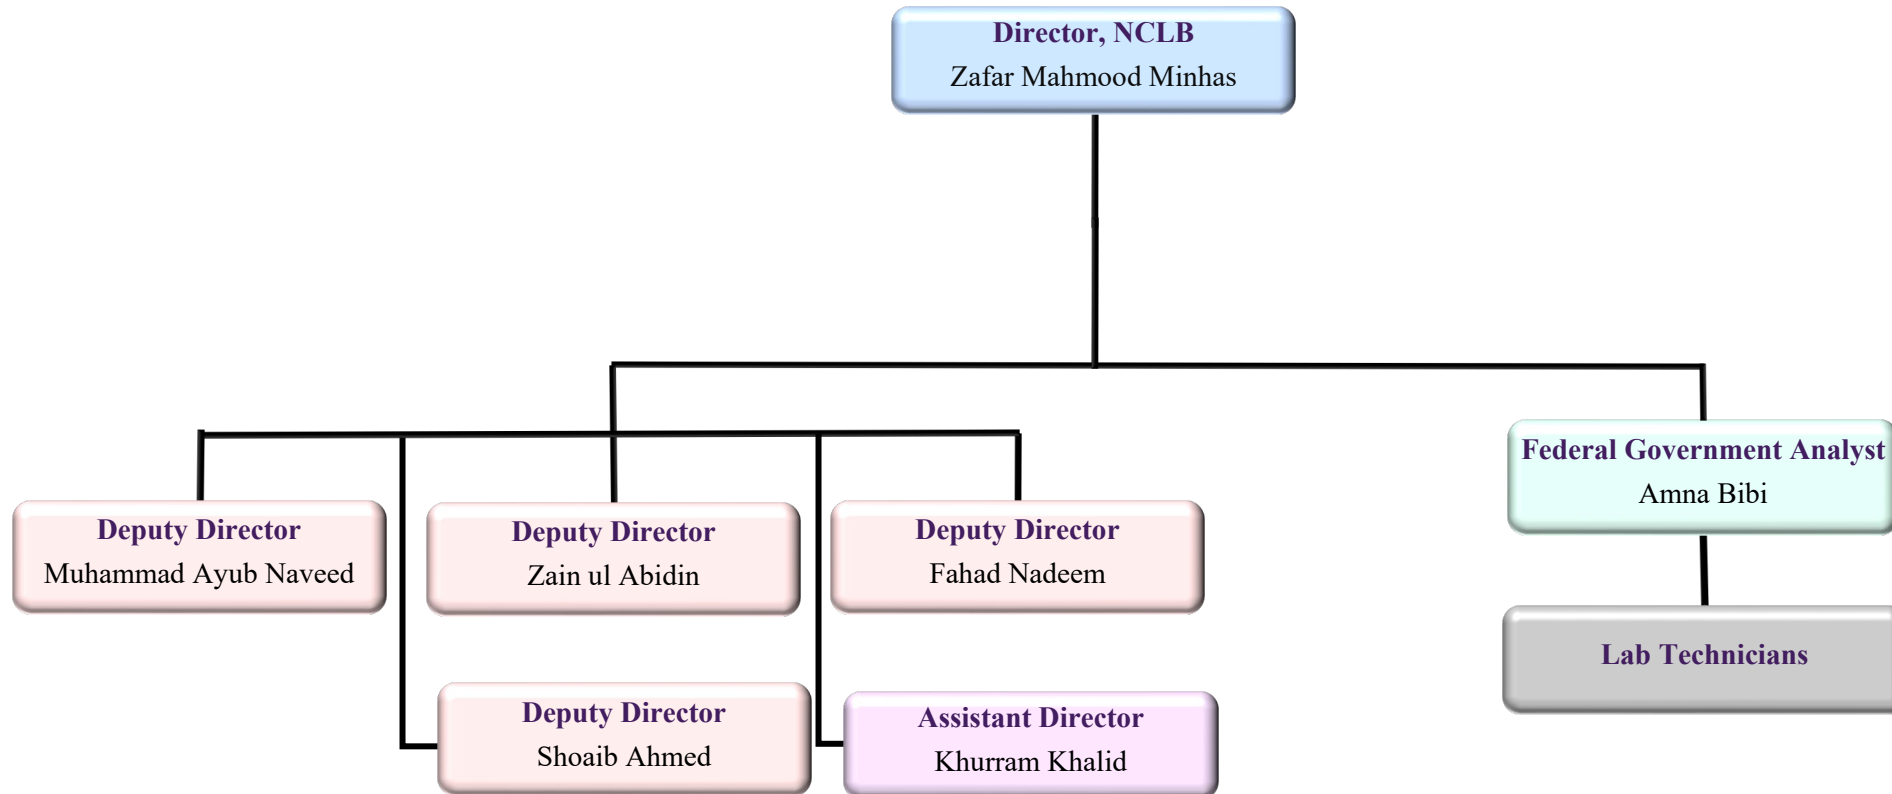 Director, NCLB
Zafar Mahmood Minhas
Federal Government Analyst
Amna Bibi
Deputy Director
Muhammad Ayub Naveed
Deputy Director
Zain ul Abidin
Deputy Director
Fahad Nadeem
Lab Technicians
Deputy Director
Shoaib Ahmed
Assistant Director
Khurram Khalid